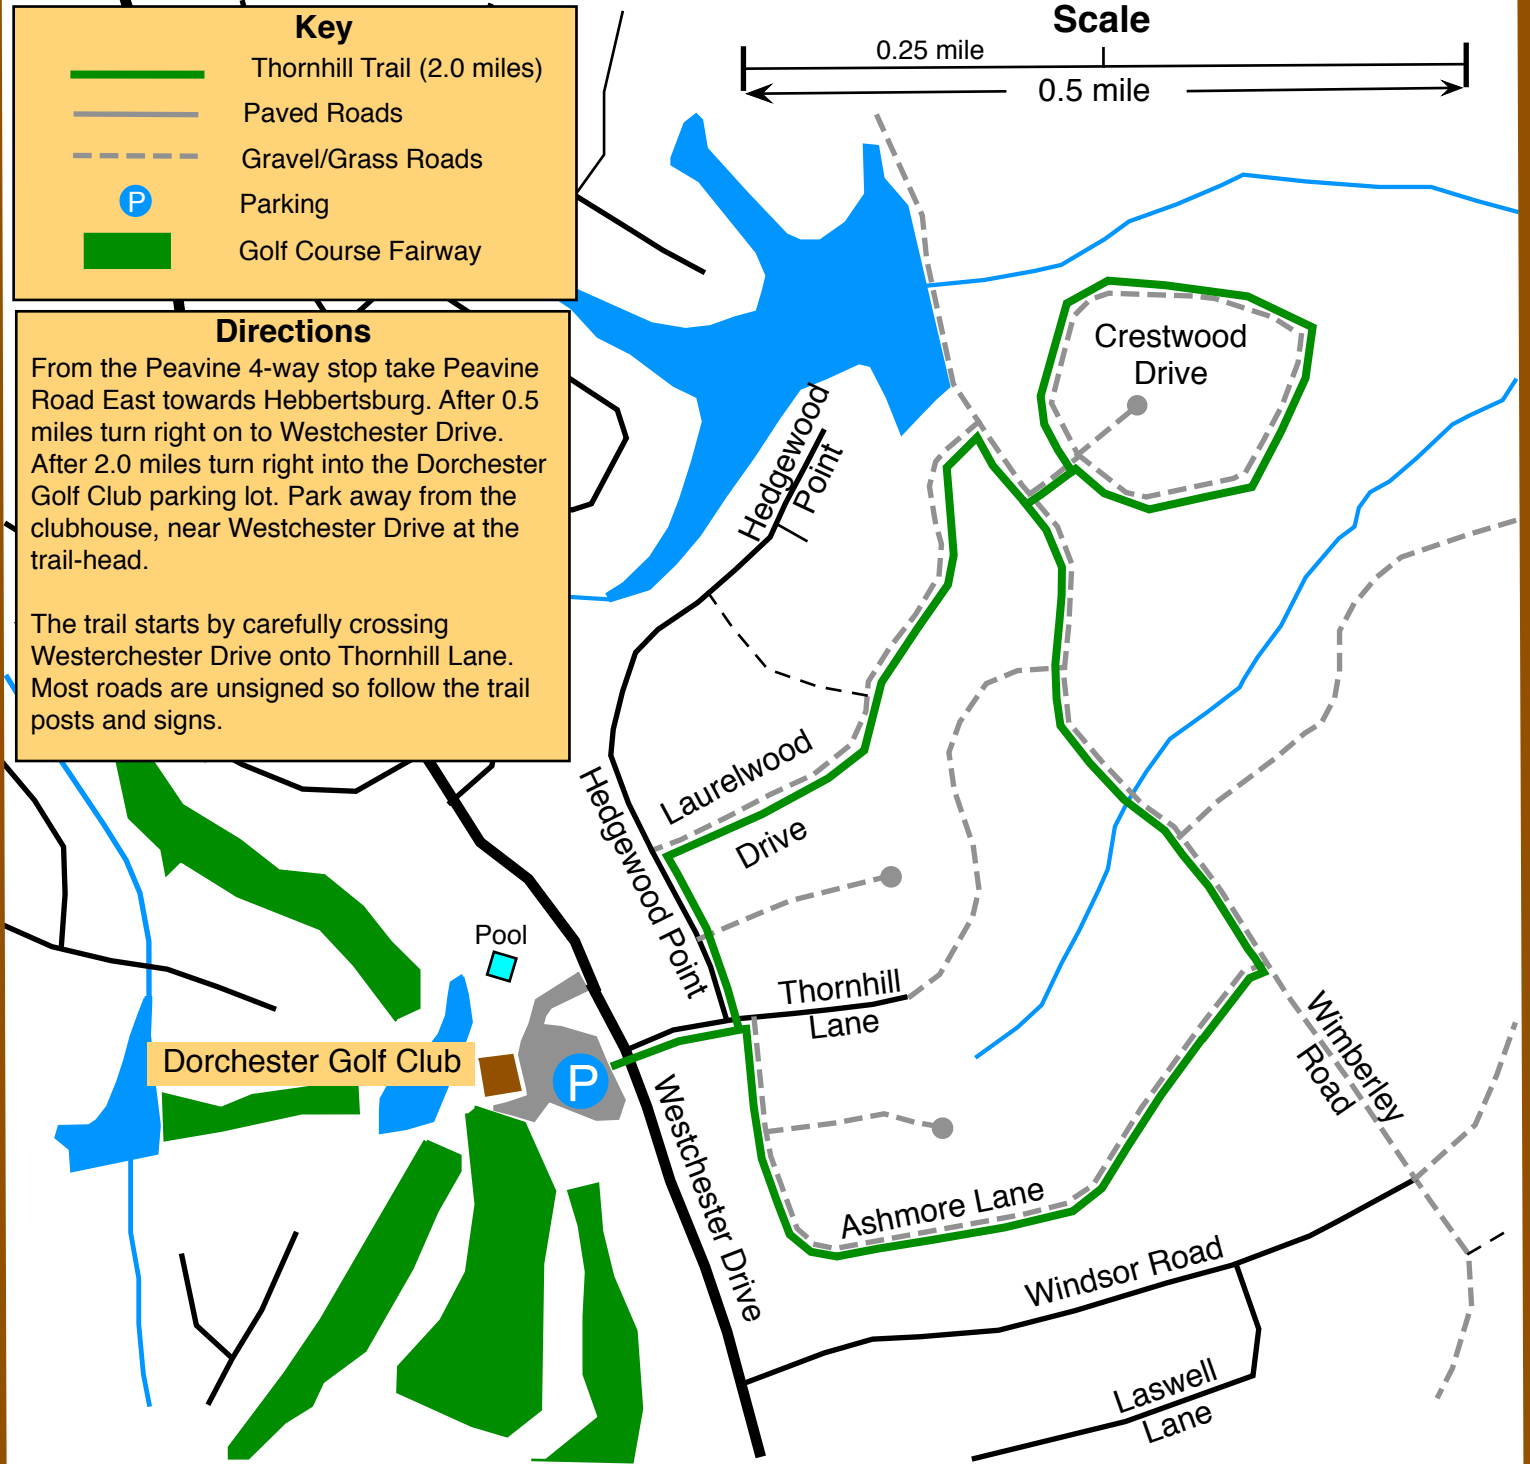 Key
Thornhill Trail (2.0 miles)
Paved Roads
Gravel/Grass Roads
P
Parking
Golf Course Fairway
Scale
0.25 mile
0.5 mile
Directions
From the Peavine 4-way stop take Peavine
Road East towards Hebbertsburg. After 0.5
miles turn right on to Westchester Drive.
After 2.0 miles turn right into the Dorchester
Golf Club parking lot. Park away from the
clubhouse, near Westchester Drive at the
trail-head.
The trail starts by carefully crossing
Westerchester Drive onto Thornhill Lane.
Most roads are unsigned so follow the trail
posts and signs.
Crestwood
Drive
Hedgewood
Point
Laurelwood
Drive
Hedgewood Point
Pool
Thornhill
Lane
Dorchester Golf Club
P
Westchester Drive
Wimberley
Road
Ashmore Lane
Windsor Road
Laswell
Lane